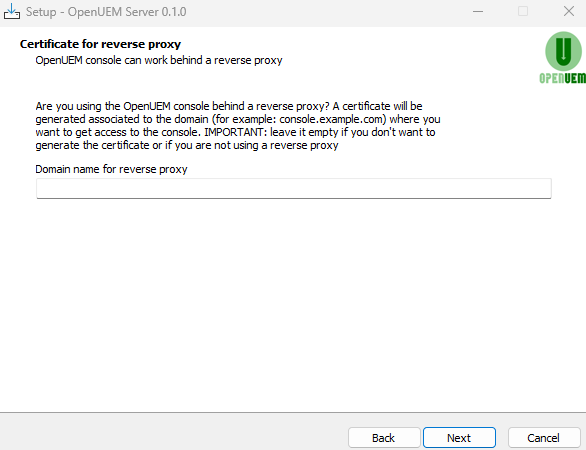 Setup - OpenUEM Server 0.1.0
Certificate for reverse proxy
OpenUEM console can work behind a reverse proxy
OPENUEM
Are you using the OpenUEM console behind a reverse proxy? A certificate will be
generated associated to the domain (for example: console.example.com) where you
want to get access to the console. IMPORTANT: leave it empty if you don't want to
generate the certificate or if you are not using a reverse proxy
Domain name for reverse proxy
Back
Next
Cancel